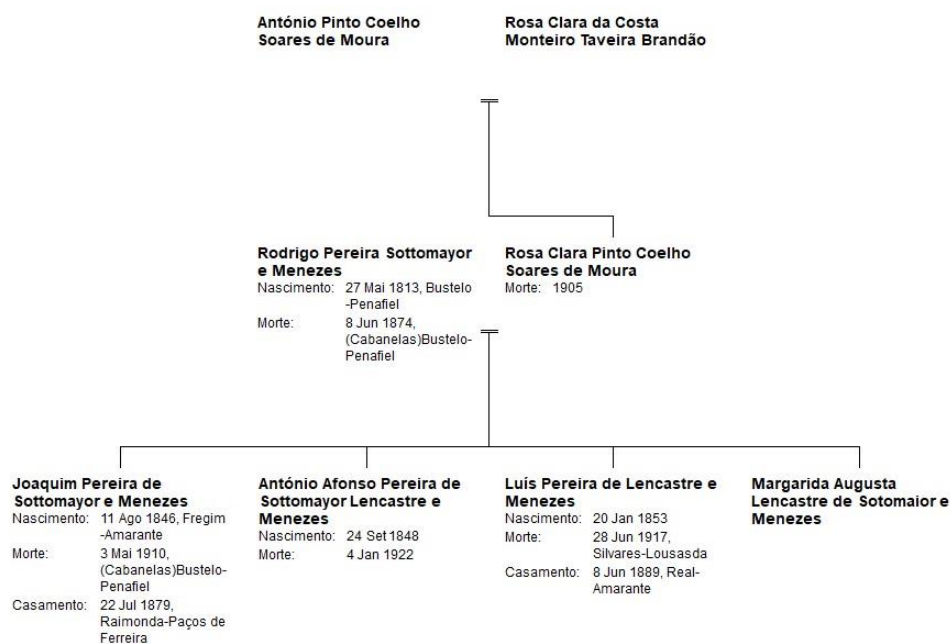 António Pinto Coelho
Soares de Moura
Rosa Clara da Costa
Monteiro Taveira Brandão
Rodrigo Pereira Sottomayor
e Menezes
Nascimento: 27 Mai 1813, Bustelo
-Penafiel
Morte: 8 Jun 1874,
(Cabanelas)Bustelo-
Penafiel
Rosa Clara Pinto Coelho
Soares de Moura
Morte: 1905
Joaquim Pereira de
Sottomayor e Menezes
Nascimento: 11 Ago 1846, Fregim
-Amarante
Morte: 3 Mai 1910,
(Cabanelas)Bustelo-
Penafiel
Casamento: 22 Jul 1879,
Raimonda-Paços de
Ferreira
António Afonso Pereira de
Sottomayor Lencastre e
Menezes
Nascimento: 24 Set 1848
Morte: 4 Jan 1922
Luís Pereira de Lencastre e
Menezes
Nascimento: 20 Jan 1853
Morte: 28 Jun 1917,
Silvares-Lousasda
Casamento: 8 Jun 1889, Real-
Amarante
Margarida Augusta
Lencastre de Sotomaior e
Menezes